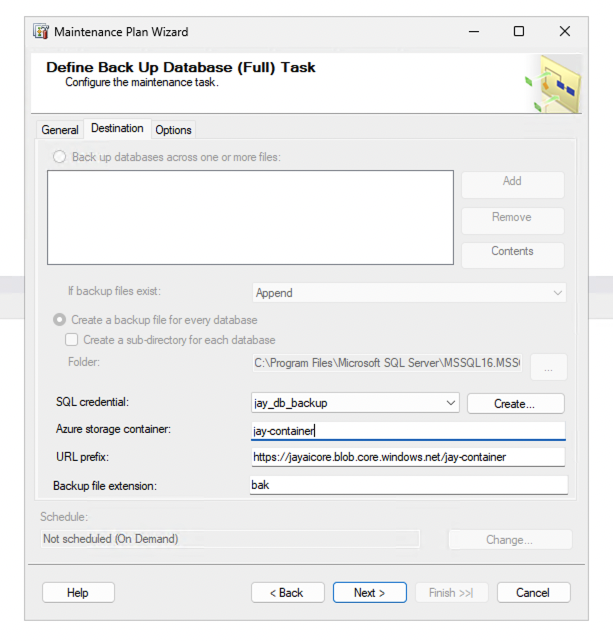 Maintenance Plan Wizard
Define Back Up Database (Full) Task
Configure the maintenance task.
General Destination Options
Back up databases across one or more files:
Add
Remove
Contents
If backup files exist: Append
Create a backup file for every database
Create a sub-directory for each database
Folder: C:\Program Files\Microsoft SQL Server\MSSQL16.MSS ...
SQL credential: jay_db_backup Create...
Azure storage container: jay-container
URL prefix: https://jayaicore.blob.core.windows.net/jay-container
Backup file extension: bak
Schedule:
Not scheduled (On Demand) Change...
Help < Back Next > Finish >>| Cancel